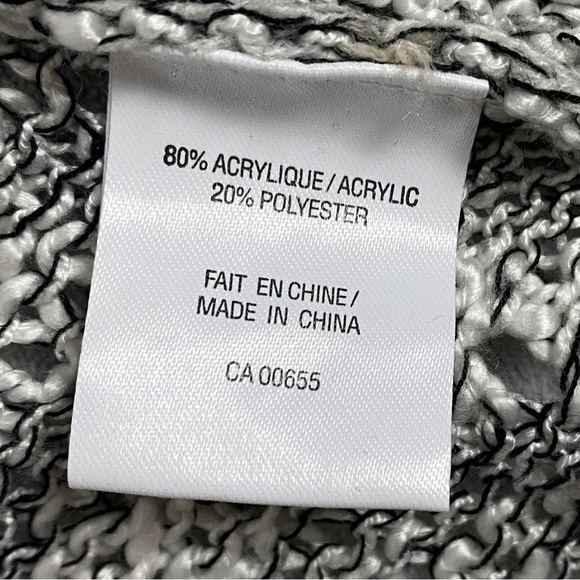 80% ACRYLIQUE/ACRYLIC
20% POLYESTER
FAIT EN CHINE/
MADE IN CHINA
CA 00655